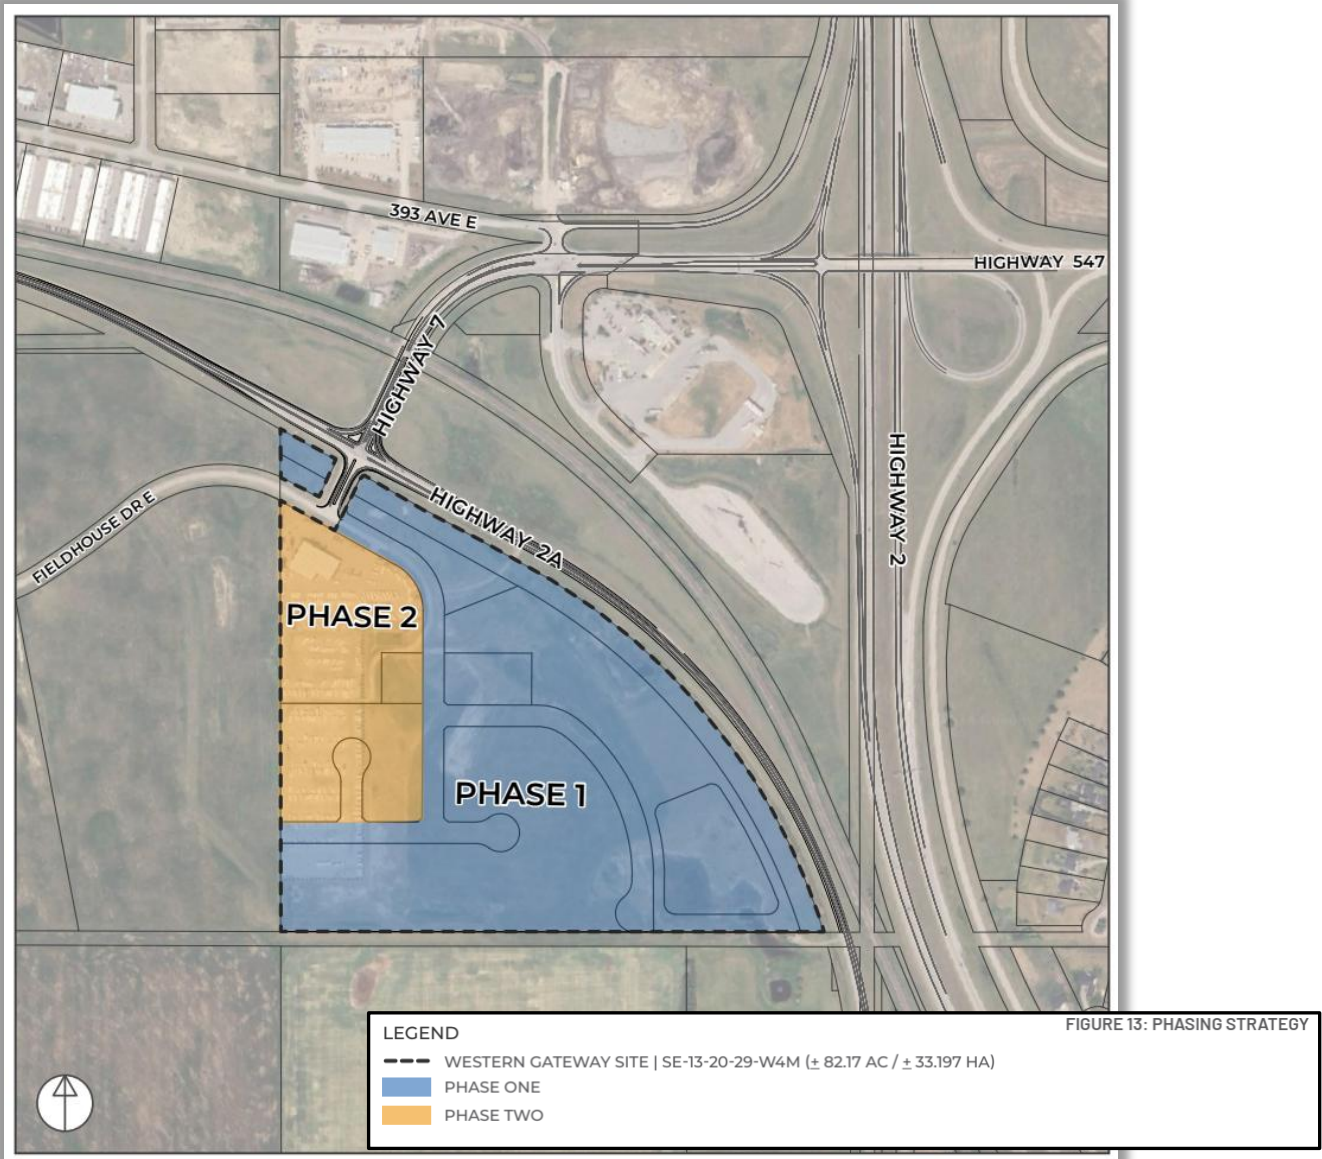 393 AVE E
HIGHWAY 547
HIGHWAY 7
HIGHWAY 2
FIELDHOUSE DR E
HIGHWAY 2A
PHASE 2
PHASE 1
FIGURE 13: PHASING STRATEGY
LEGEND
WESTERN GATEWAY SITE | SE-13-20-29-W4M (± 82.17 AC / ± 33.197 HA)
PHASE ONE
PHASE TWO